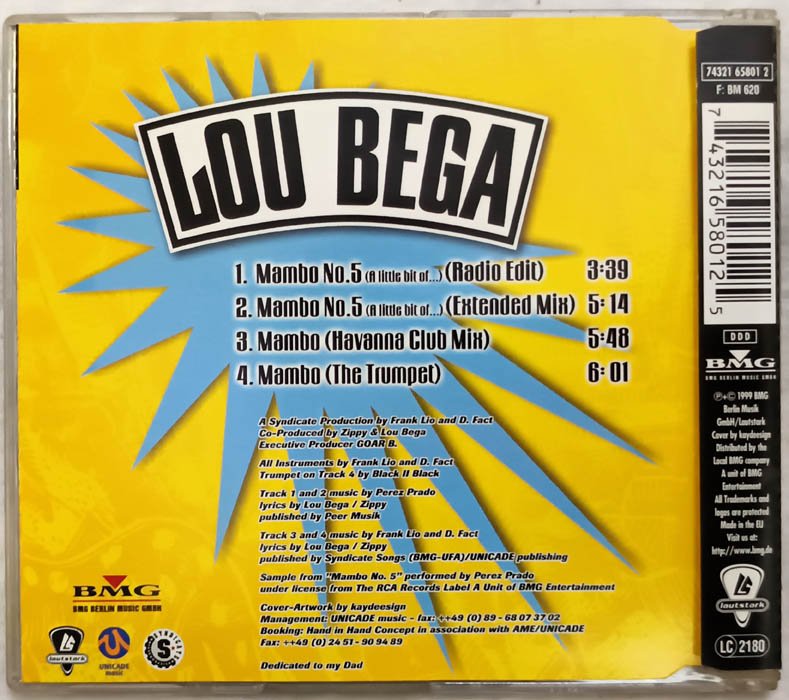 LOU BEGA
1. Mambo No.5 (A little bit of...) (Radio Edit) 3:39
2. Mambo No.5 (A little bit of...) (Extended Mix) 5:14
3. Mambo (Havanna Club Mix) 5:48
4. Mambo (The Trumpet) 6:01
A Syndicate Production by Frank Lio and D. Fact
Co-Produced by Zippy & Lou Bega
Executive Producer GOAR B.
All Instruments by Frank Lio and D. Fact
Trumpet on Track 4 by Black II Black
Track 1 and 2 music by Perez Prado
lyrics by Lou Bega / Zippy
published by Peer Musik
Track 3 and 4 music by Frank Lio and D. Fact
lyrics by Lou Bega / Zippy
published by Syndicate Songs (BMG-UFA)/UNICADE publishing
Sample from "Mambo No. 5" performed by Perez Prado
under license from The RCA Records Label A Unit of BMG Entertainment
Cover-Artwork by kaydeesign
Management: UNICADE music - fax: ++49 (0) 89 - 68 07 37 02
Booking: Hand in Hand Concept in association with AME/UNICADE
Fax: ++49 (0) 24 51 - 90 94 89
Dedicated to my Dad
BMG
BMG BERLIN MUSIC GMBH
lautstark
UNICADE
music
SYNDICATE
S
74321 65801 2
F: BM 620
7 43216 58012 5
DDD
BMG
BMG BERLIN MUSIC GMBH
℗+© 1999 BMG
Berlin Musik
GmbH/Lautstark
Cover by kaydeesign
Distributed by the
Local BMG company
A unit of BMG
Entertainment
All Trademarks and
logos are protected
Made in the EU
Visit us at:
http://www.bmg.de
lautstark
LC 2180